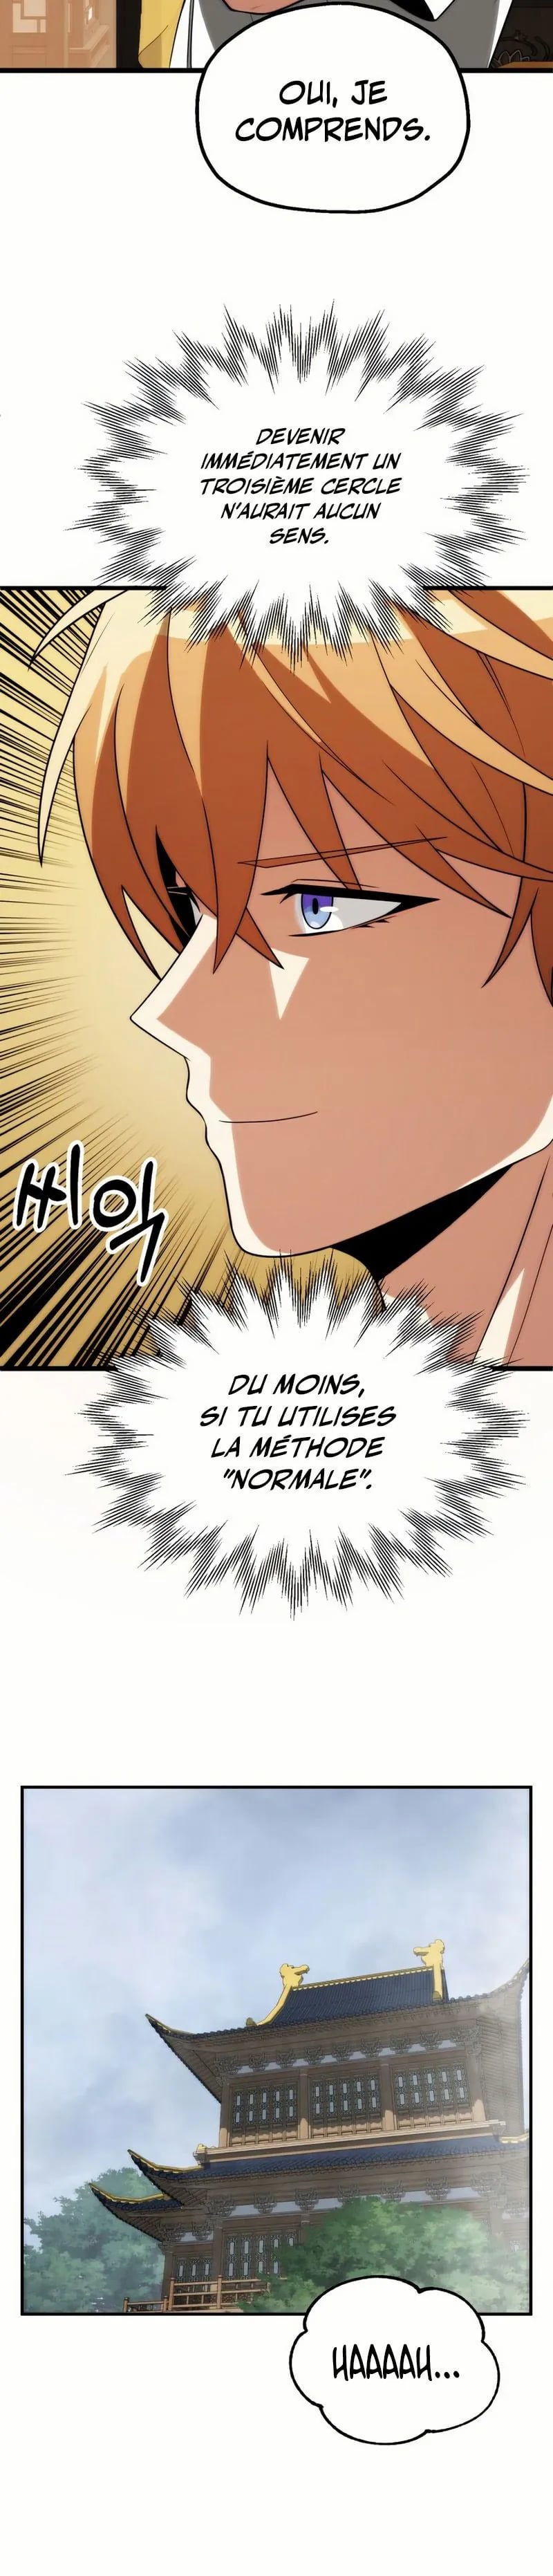 OUI, JE
COMPRENDS.
DEVENIR
IMMÉDIATEMENT UN
TROISIÈME CERCLE
N'AURAIT AUCUN
SENS.
씨익
DU MOINS,
SI TU UTILISES
LA MÉTHODE
"NORMALE".
HAAAAH...